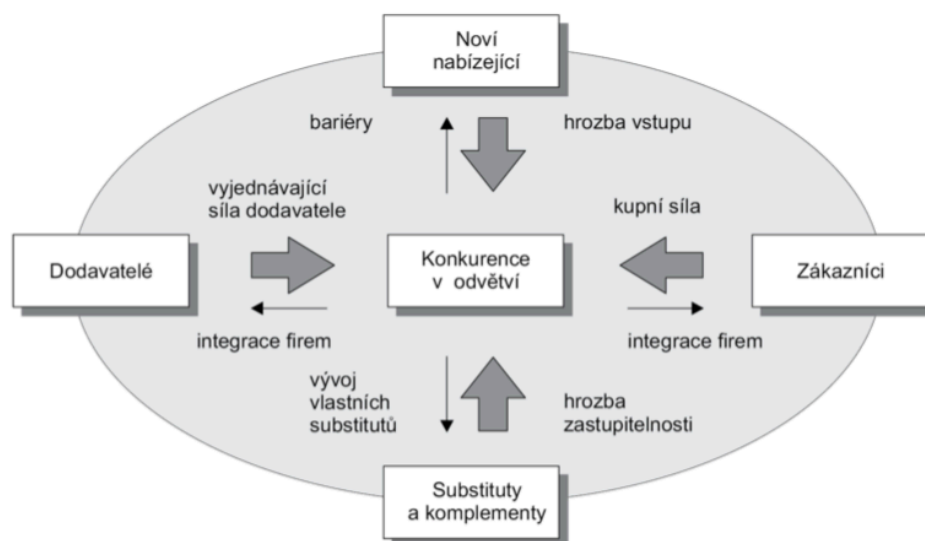 Noví
nabízející
bariéry
hrozba vstupu
vyjednávající
síla dodavatele
kupní síla
Dodavatelé
Konkurence
v odvětví
Zákazníci
integrace firem
integrace firem
vývoj
vlastních
substitutů
hrozba
zastupitelnosti
Substituty
a komplementy